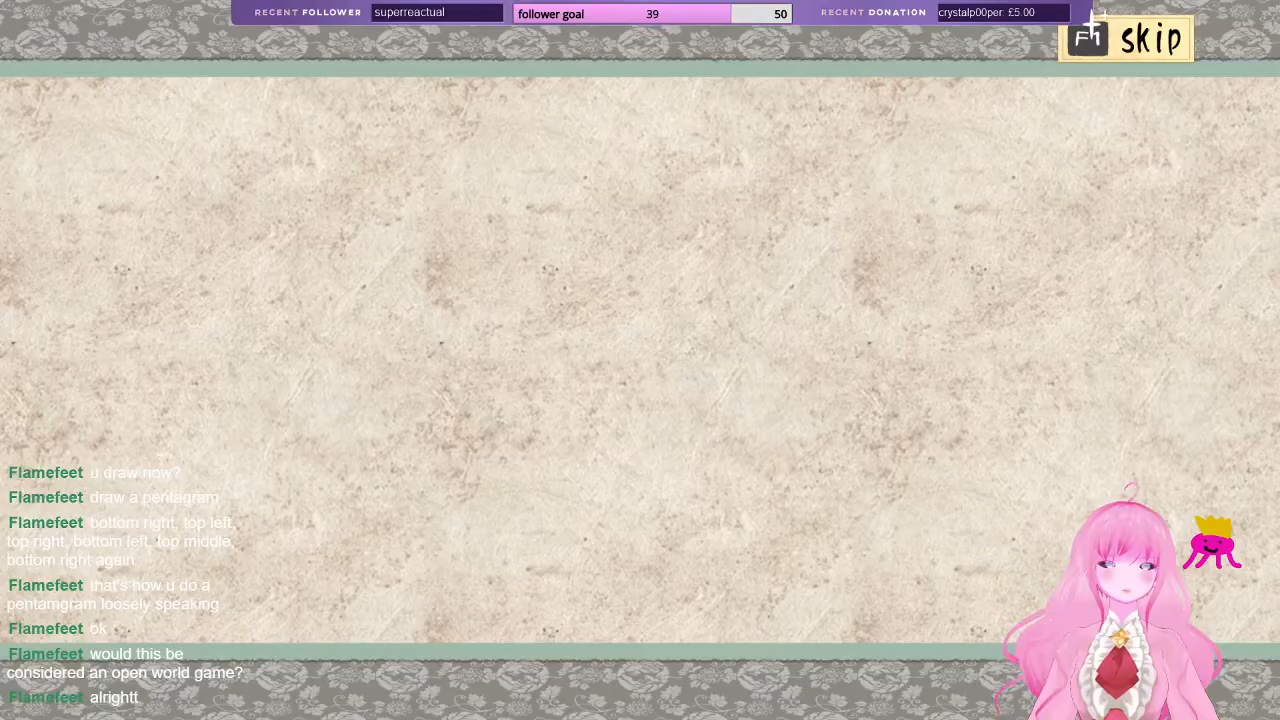 RECENT FOLLOWER superreactual follower goal 39 50 RECENT DONATION crystalp00per: £5.00
Fn skip
Flamefeet u draw now?
Flamefeet draw a pentagram
Flamefeet bottom right, top left,
top right, bottom left, top middle,
bottom right again
Flamefeet that's how u do a
pentamgram loosely speaking
Flamefeet ok
Flamefeet would this be
considered an open world game?
Flamefeet alrightt